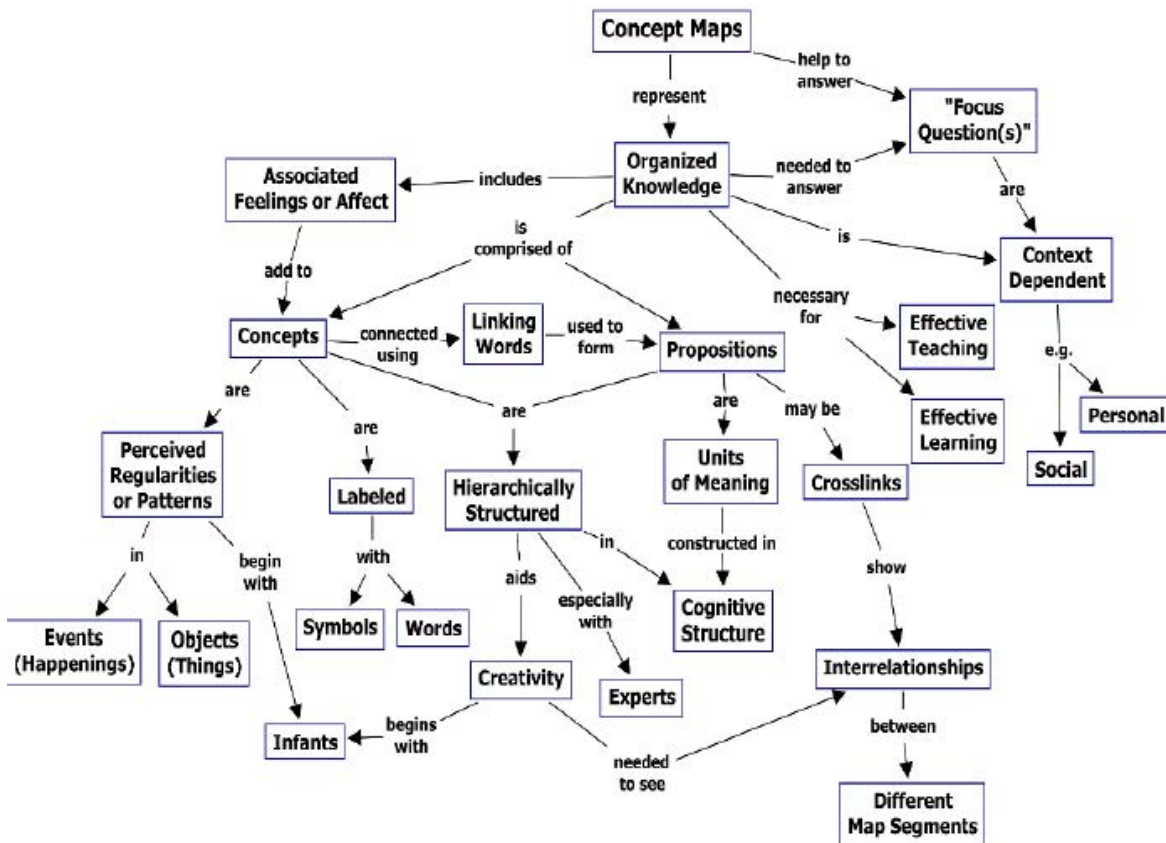 Concept Maps
help to
answer
represent
"Focus
Question(s)"
Organized
Knowledge
needed to
answer
includes
Associated
Feelings or Affect
are
is
comprised of
is
Context
Dependent
add to
necessary
for
Concepts
connected
using
Linking
Words
used to
form
Propositions
Effective
Teaching
e.g.
are
are
are
are
may be
Effective
Learning
Personal
Perceived
Regularities
or Patterns
Labeled
Hierarchically
Structured
Units
of Meaning
Crosslinks
Social
in
begin
with
with
aids
in
constructed in
show
especially
with
Events
(Happenings)
Objects
(Things)
Symbols
Words
Cognitive
Structure
Creativity
Experts
Interrelationships
Infants
begins
with
needed
to see
between
Different
Map Segments